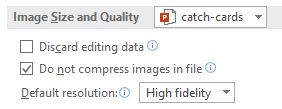 Image Size and Quality catch-cards
Discard editing data
Do not compress images in file
Default resolution: High fidelity